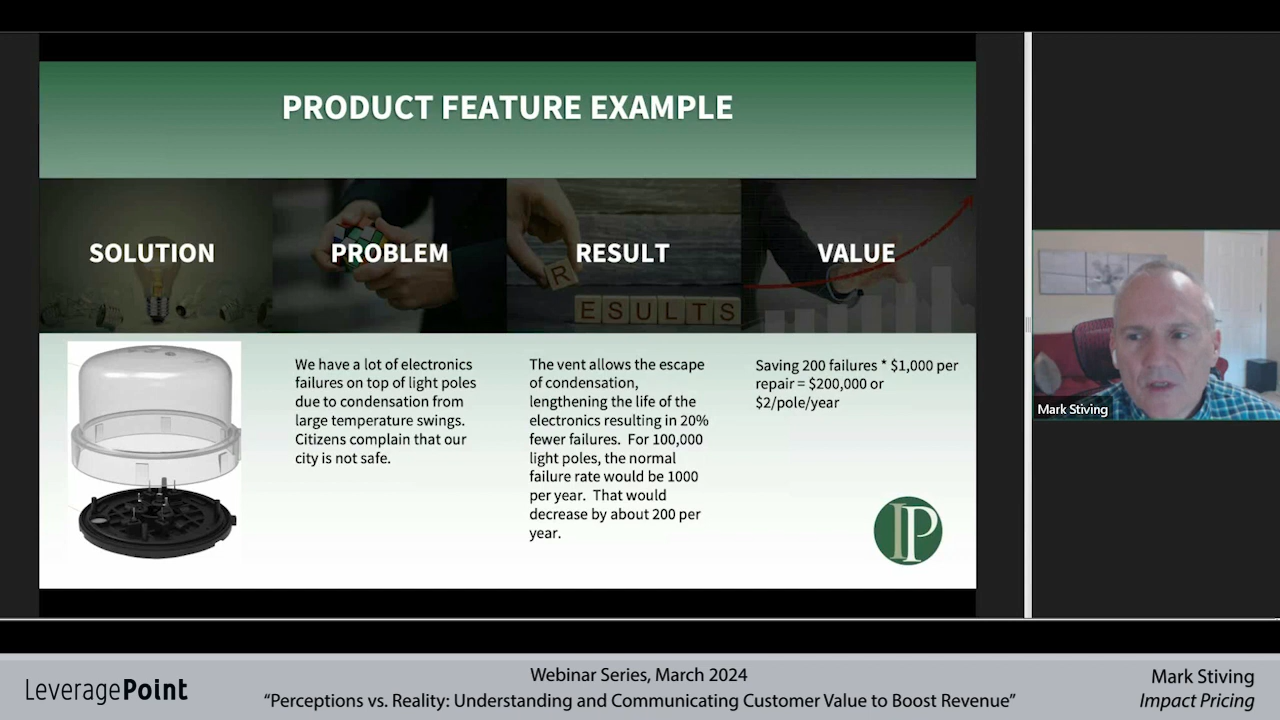 PRODUCT FEATURE EXAMPLE
SOLUTION
PROBLEM
RESULT
VALUE
R
ESULTS
We have a lot of electronics
failures on top of light poles
due to condensation from
large temperature swings.
Citizens complain that our
city is not safe.
The vent allows the escape
of condensation,
lengthening the life of the
electronics resulting in 20%
fewer failures. For 100,000
light poles, the normal
failure rate would be 1000
per year. That would
decrease by about 200 per
year.
Saving 200 failures * $1,000 per
repair = $200,000 or
$2/pole/year
IP
Mark Stiving
LeveragePoint
Webinar Series, March 2024
“Perceptions vs. Reality: Understanding and Communicating Customer Value to Boost Revenue”
Mark Stiving
Impact Pricing